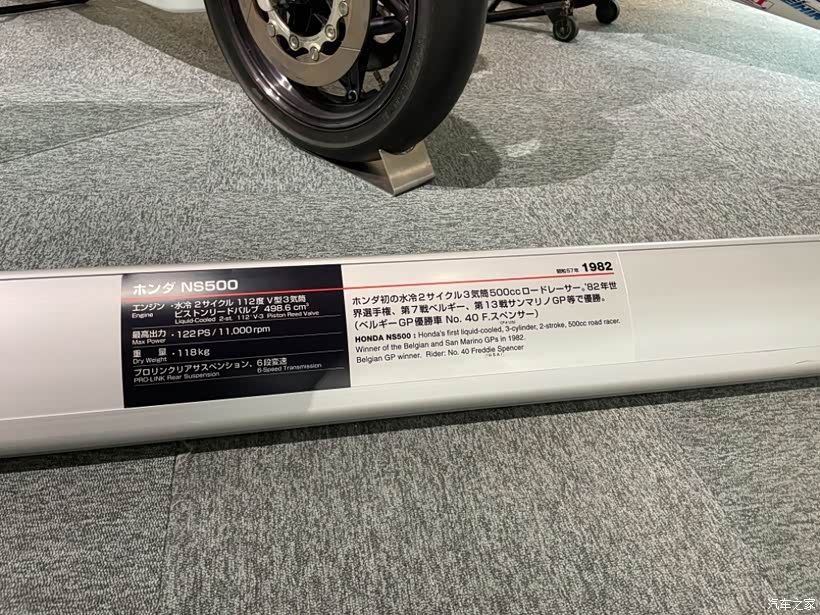 ホンダ NS500
エンジン・水冷2サイクル 112度 V型3気筒
Engine
ピストンリードバルブ 498.6 cm³
Liquid-Cooled 2-st. 112°V-3 Piston Reed Valve
最高出力・122PS/11,000rpm
Max Power
重　量・118kg
Dry Weight
プロリンクリアサスペンション、6段変速
PRO-LINK Rear Suspension 6-Speed Transmission
昭和57年 1982
ホンダ初の水冷2サイクル3気筒500ccロードレーサー。'82年世
界選手権、第7戦ベルギー、第13戦サンマリノGP等で優勝。
(ベルギーGP優勝車 No. 40 F.スペンサー)
HONDA NS500 : Honda's first liquid-cooled, 3-cylinder, 2-stroke, 500cc road racer.
Winner of the Belgian and San Marino GPs in 1982.
Belgian GP winner. Rider: No. 40 Freddie Spencer
汽车之家